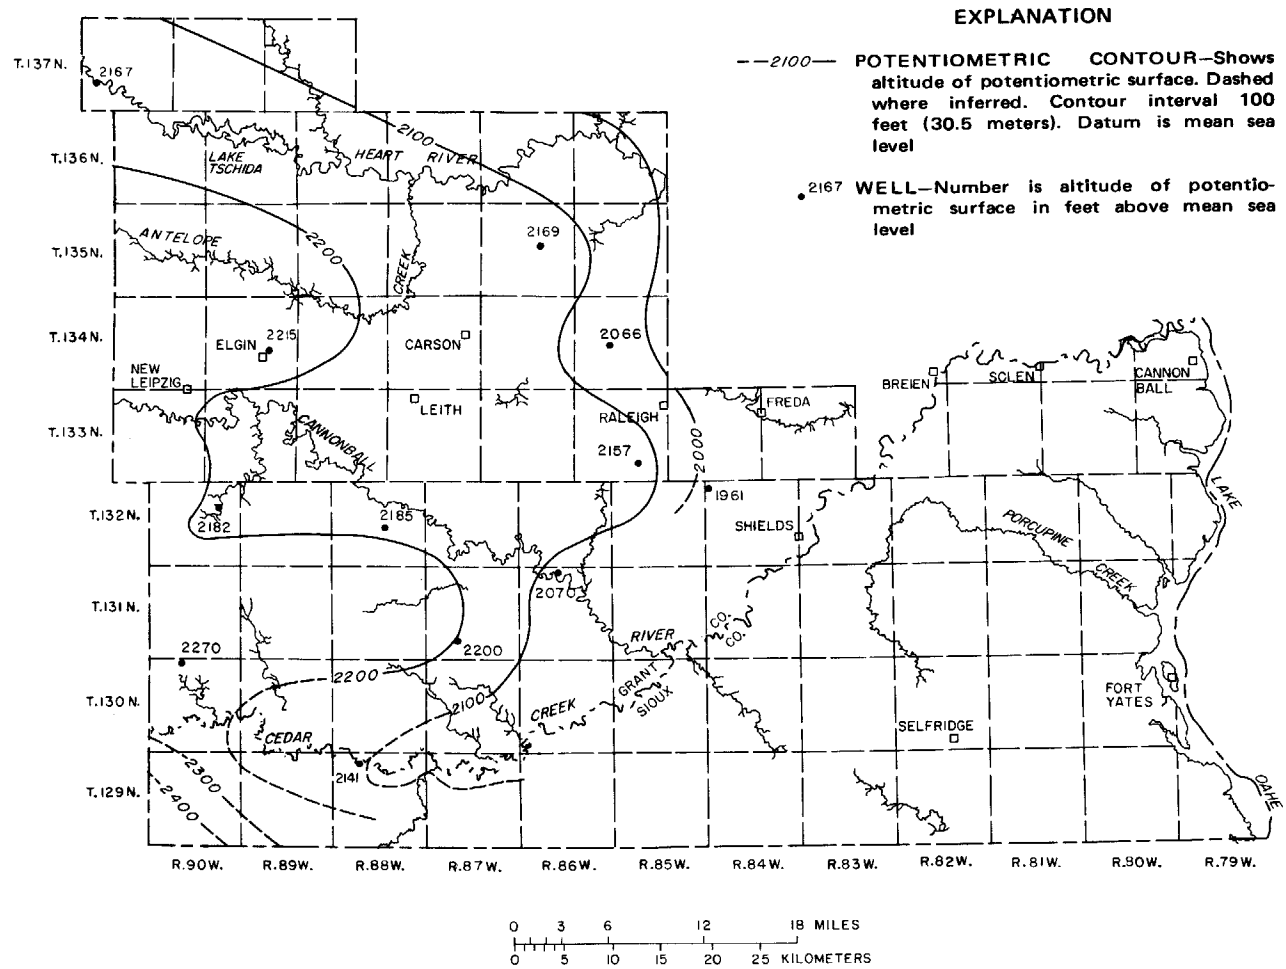 EXPLANATION
—2100— POTENTIOMETRIC CONTOUR—Shows
altitude of potentiometric surface. Dashed
where inferred. Contour interval 100
feet (30.5 meters). Datum is mean sea
level
2167 WELL—Number is altitude of potentio-
metric surface in feet above mean sea
level
T.137N.
2167
T.136N.
2100
LAKE
TSCHIDA
HEART RIVER
T.135N.
ANTELOPE
2200
CREEK
2169
T.134N.
ELGIN
2215
CARSON
2066
NEW
LEIPZIG
LEITH
RALEIGH
FREDA
BREIEN
SOLEN
CANNON
BALL
T.133N.
CANNONBALL
2157
2000
T.132N.
2182
2185
1961
SHIELDS
PORCUPINE
CREEK
LAKE
T.131N.
2070
RIVER
CO.
CO.
2270
2200
T.130N.
2200
2100
CREEK
GRANT
SIOUX
FORT
YATES
CEDAR
SELFRIDGE
T.129N.
2300
2400
2141
OAHE
R.90W. R.89W. R.88W. R.87W. R.86W. R.85W. R.84W. R.83W. R.82W. R.81W. R.90W. R.79W.
0 3 6 12 18 MILES
0 5 10 15 20 25 KILOMETERS